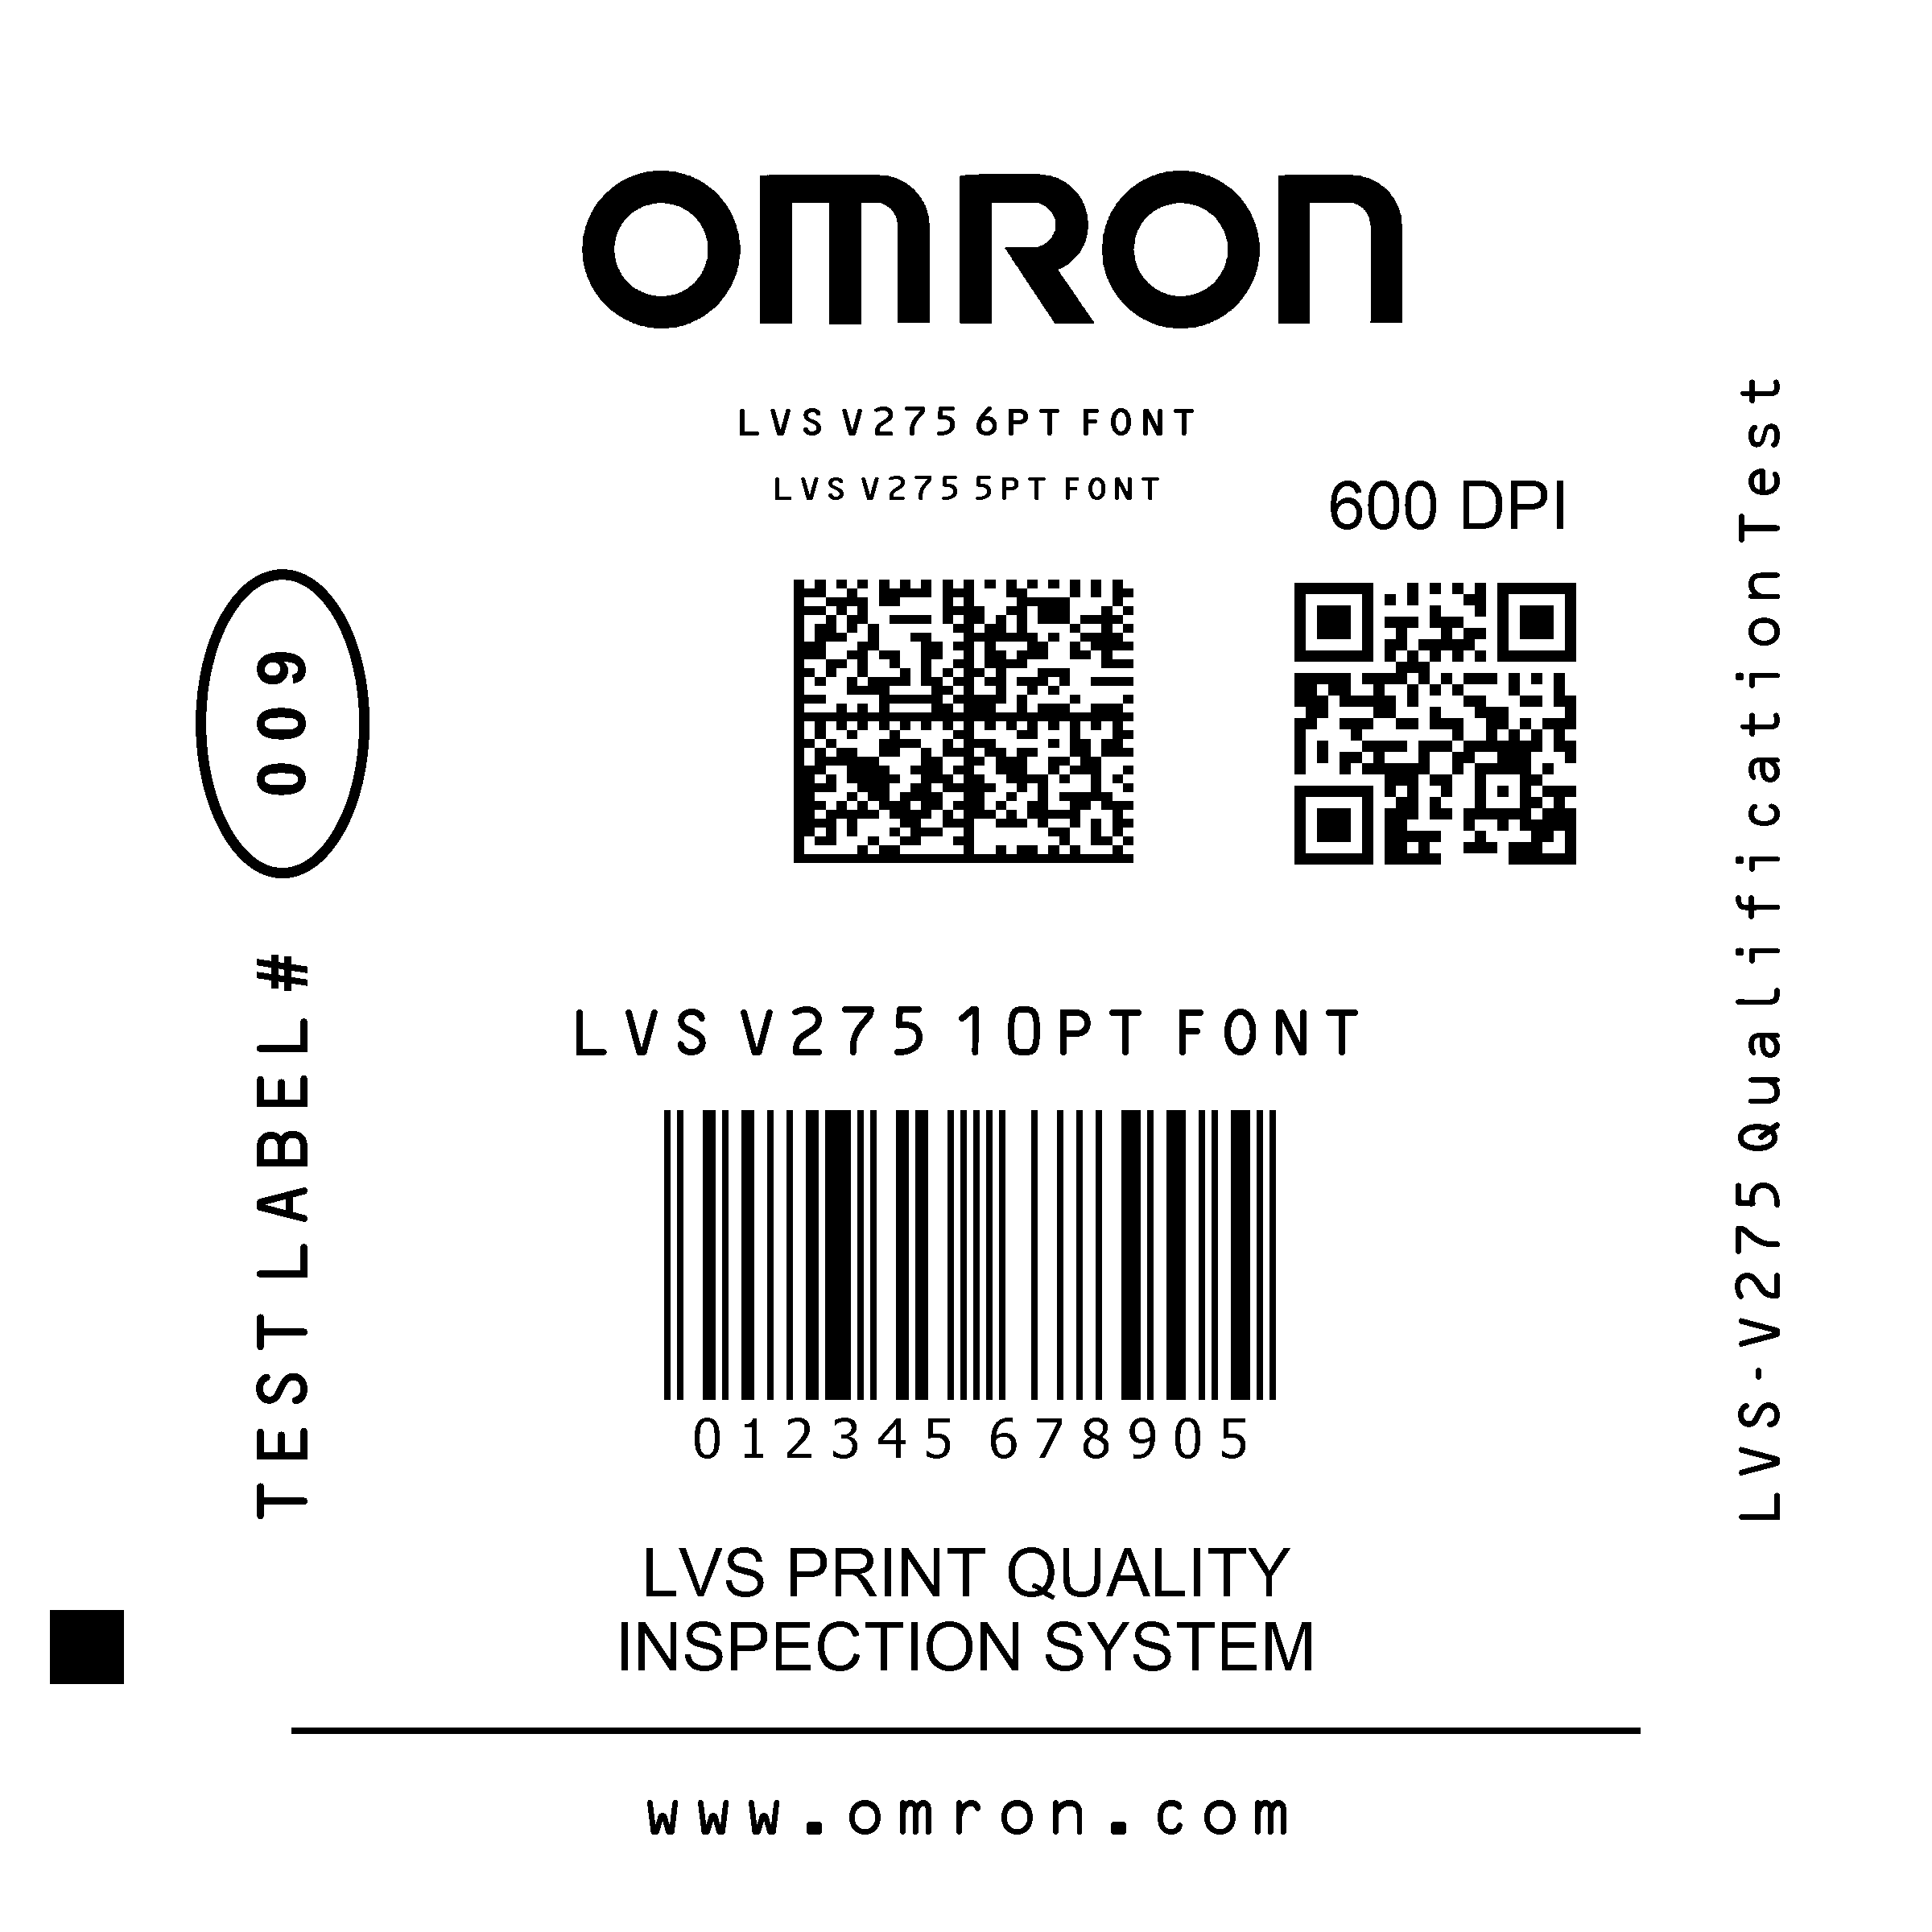 OMRON
LVS V275 6PT FONT
LVS V275 5PT FONT
600 DPI
TEST LABEL # 009
LVS-V275 Qualification Test
LVS V275 10PT FONT
012345 678905
LVS PRINT QUALITY
INSPECTION SYSTEM
www.omron.com